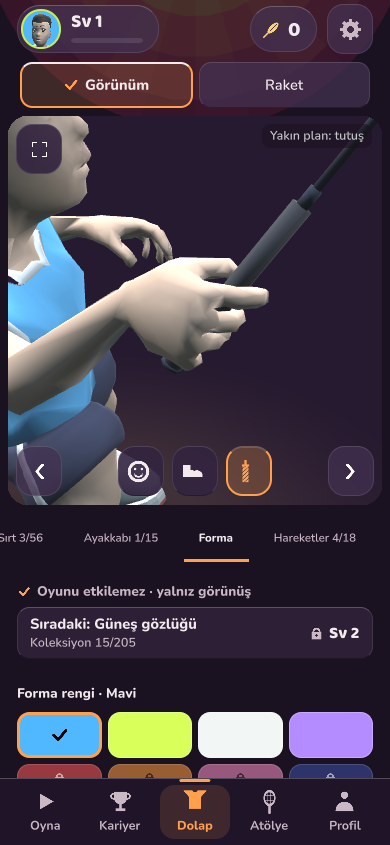 Sv 1
0
Görünüm
Raket
Yakın plan: tutuş
Sırt 3/56
Ayakkabı 1/15
Forma
Hareketler 4/18
Oyunu etkilemez · yalnız görünüş
Sıradaki: Güneş gözlüğü
Koleksiyon 15/205
Sv 2
Forma rengi · Mavi
Oyna
Kariyer
Dolap
Atölye
Profil